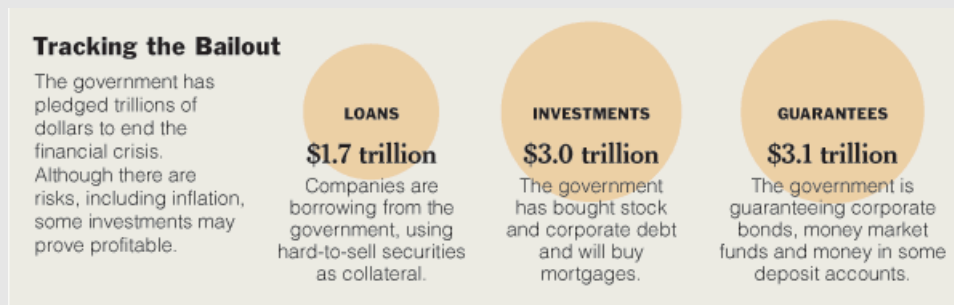 Tracking the Bailout
The government has
pledged trillions of
dollars to end the
financial crisis.
Although there are
risks, including inflation,
some investments may
prove profitable.
LOANS
$1.7 trillion
Companies are
borrowing from the
government, using
hard-to-sell securities
as collateral.
INVESTMENTS
$3.0 trillion
The government
has bought stock
and corporate debt
and will buy
mortgages.
GUARANTEES
$3.1 trillion
The government is
guaranteeing corporate
bonds, money market
funds and money in some
deposit accounts.